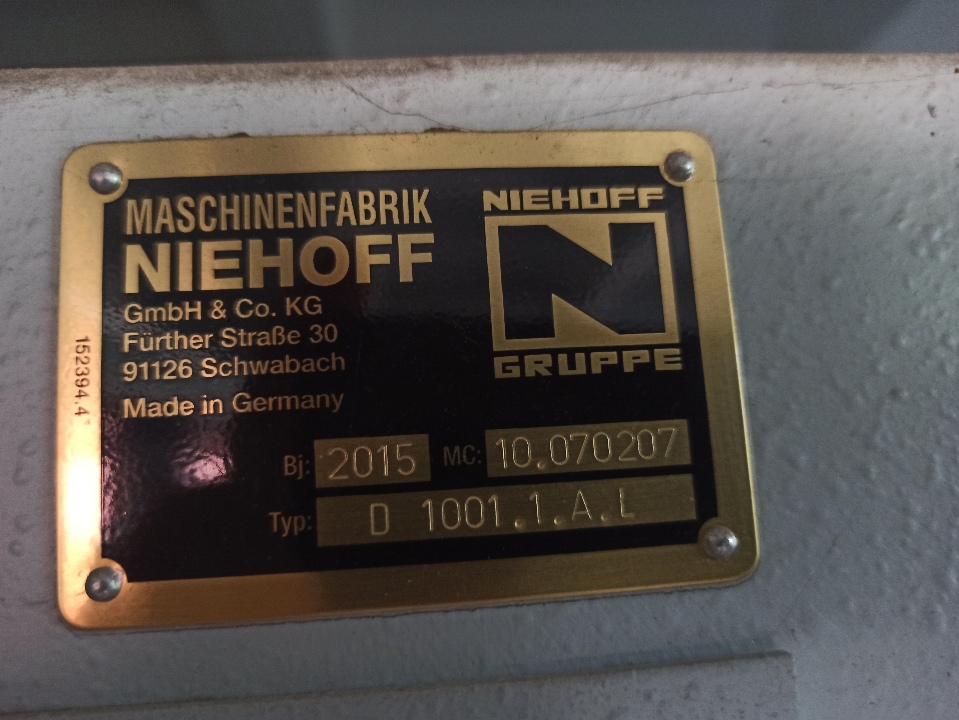 MASCHINENFABRIK
NIEHOFF
GmbH & Co. KG
Fürther Straße 30
91126 Schwabach
Made in Germany
NIEHOFF
N
GRUPPE
152394.4
Bj: 2015 MC: 10.070207
Typ: D 1001.1.A.L